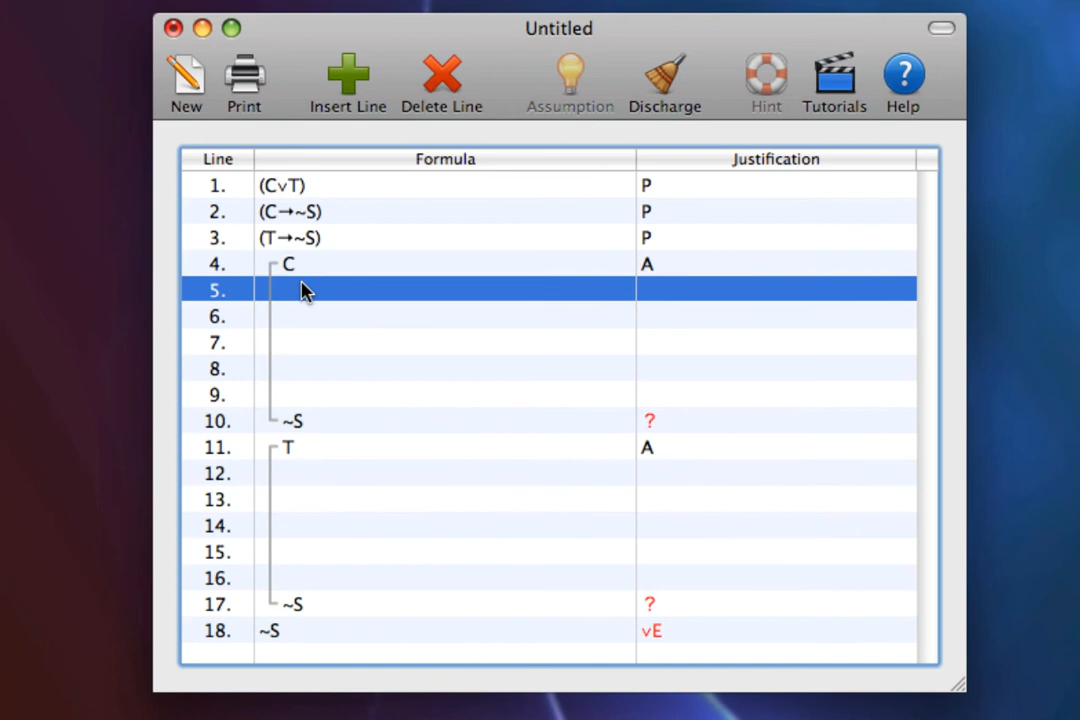 Untitled
New Print Insert Line Delete Line Assumption Discharge Hint Tutorials Help
Line Formula Justification
1. (C∨T) P
2. (C→~S) P
3. (T→~S) P
4. C A
5.
6.
7.
8.
9.
10. ~S ?
11. T A
12.
13.
14.
15.
16.
17. ~S ?
18. ~S ∨E